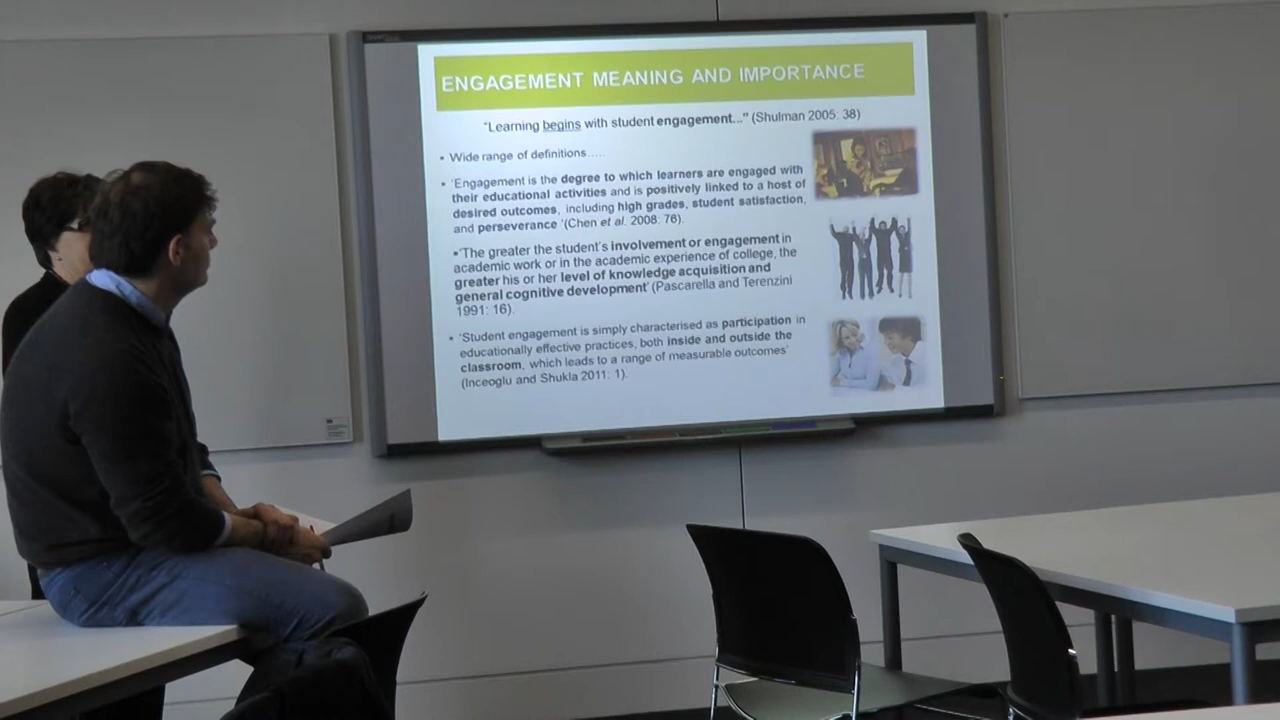 ENGAGEMENT MEANING AND IMPORTANCE
"Learning begins with student engagement..." (Shulman 2005: 38)
• Wide range of definitions.....
• 'Engagement is the degree to which learners are engaged with
their educational activities and is positively linked to a host of
desired outcomes, including high grades, student satisfaction,
and perseverance '(Chen et al. 2008: 76).
•'The greater the student's involvement or engagement in
academic work or in the academic experience of college, the
greater his or her level of knowledge acquisition and
general cognitive development' (Pascarella and Terenzini
1991: 16).
• 'Student engagement is simply characterised as participation in
educationally effective practices, both inside and outside the
classroom, which leads to a range of measurable outcomes'
(Inceoglu and Shukla 2011: 1).